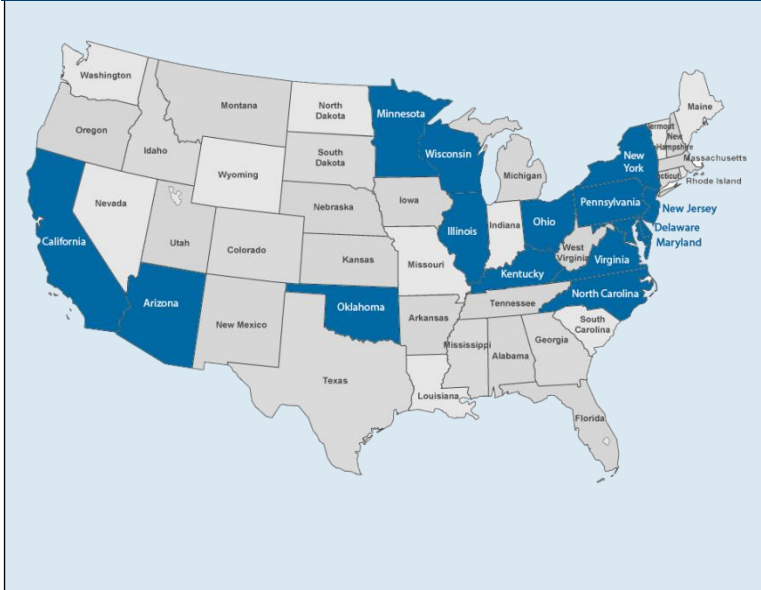 Washington
Montana
North
Dakota
Minnesota
Maine
Oregon
Idaho
South
Dakota
Wisconsin
New
York
New
Massachusetts
Rhode Island
Wyoming
Michigan
Nevada
Nebraska
Iowa
Pennsylvania
New Jersey
Delaware
Maryland
California
Utah
Colorado
Kansas
Missouri
Illinois
Indiana
Ohio
West
Virginia
Virginia
Kentucky
Arizona
New Mexico
Oklahoma
Arkansas
Tennessee
North Carolina
South
Carolina
Mississippi
Alabama
Georgia
Texas
Louisiana
Florida